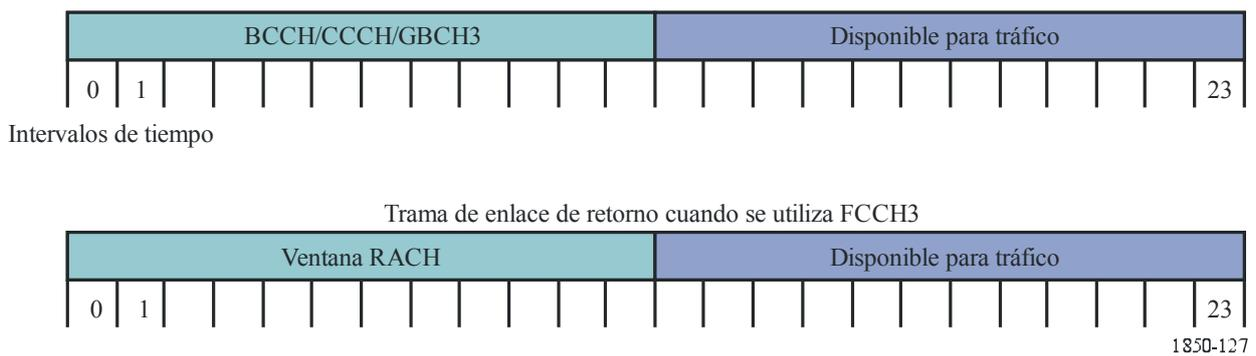 BCCH/CCCH/GBCH3 Disponible para tráfico
0 1 23
Intervalos de tiempo
Trama de enlace de retorno cuando se utiliza FCCH3
Ventana RACH Disponible para tráfico
0 1 23
1850-127